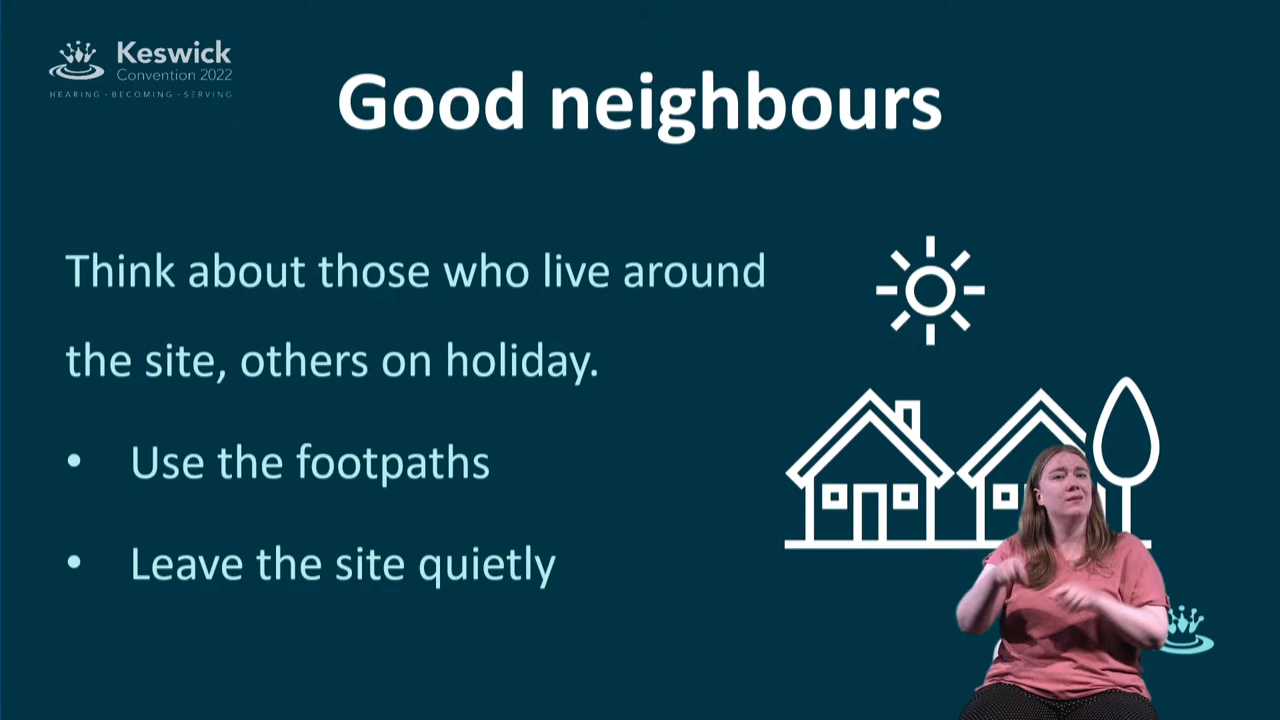 Keswick
Convention 2022
HEARING · BECOMING · SERVING
Good neighbours
Think about those who live around
the site, others on holiday.
• Use the footpaths
• Leave the site quietly